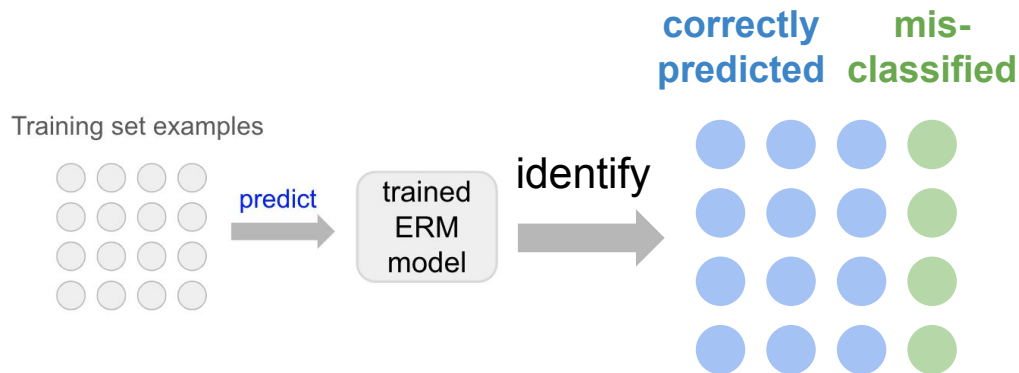 Training set examples
predict
trained
ERM
model
identify
correctly
predicted
mis-
classified